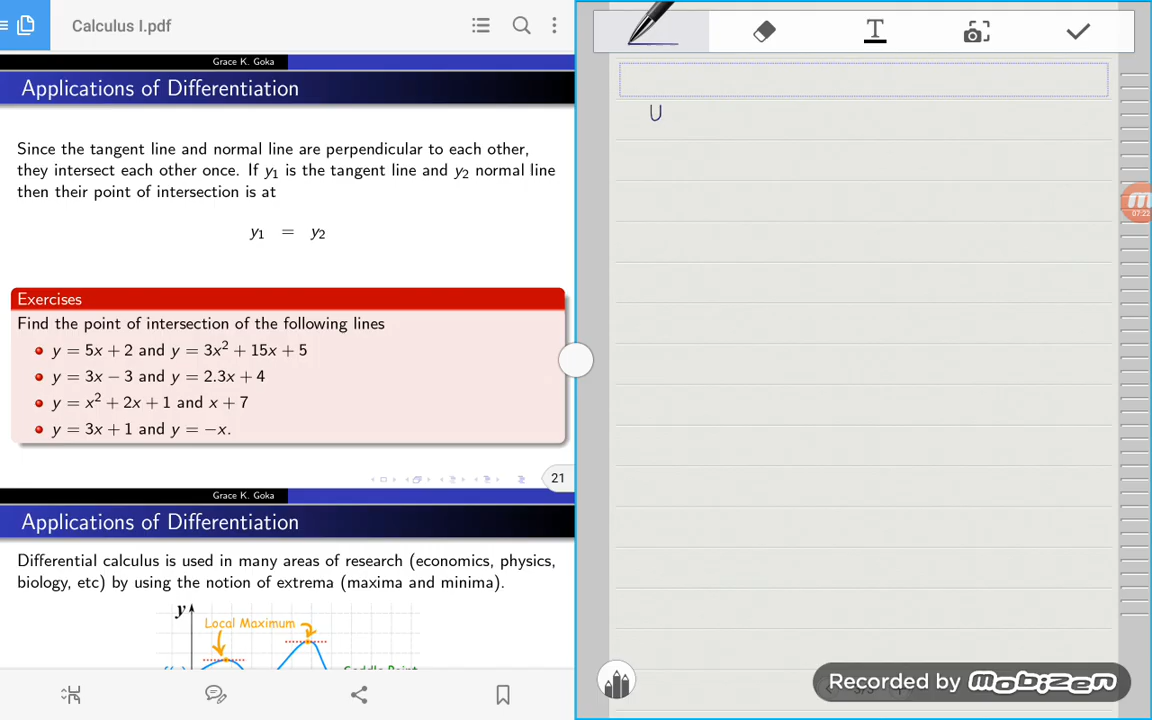 Calculus I.pdf
Grace K. Goka
Applications of Differentiation
Since the tangent line and normal line are perpendicular to each other,
they intersect each other once. If y₁ is the tangent line and y₂ normal line
then their point of intersection is at
y₁ = y₂
Exercises
Find the point of intersection of the following lines
y = 5x + 2 and y = 3x² + 15x + 5
y = 3x − 3 and y = 2.3x + 4
y = x² + 2x + 1 and x + 7
y = 3x + 1 and y = −x.
21
Grace K. Goka
Applications of Differentiation
Differential calculus is used in many areas of research (economics, physics,
biology, etc) by using the notion of extrema (maxima and minima).
y
Local Maximum
U
T
07:22
Recorded by mobizen